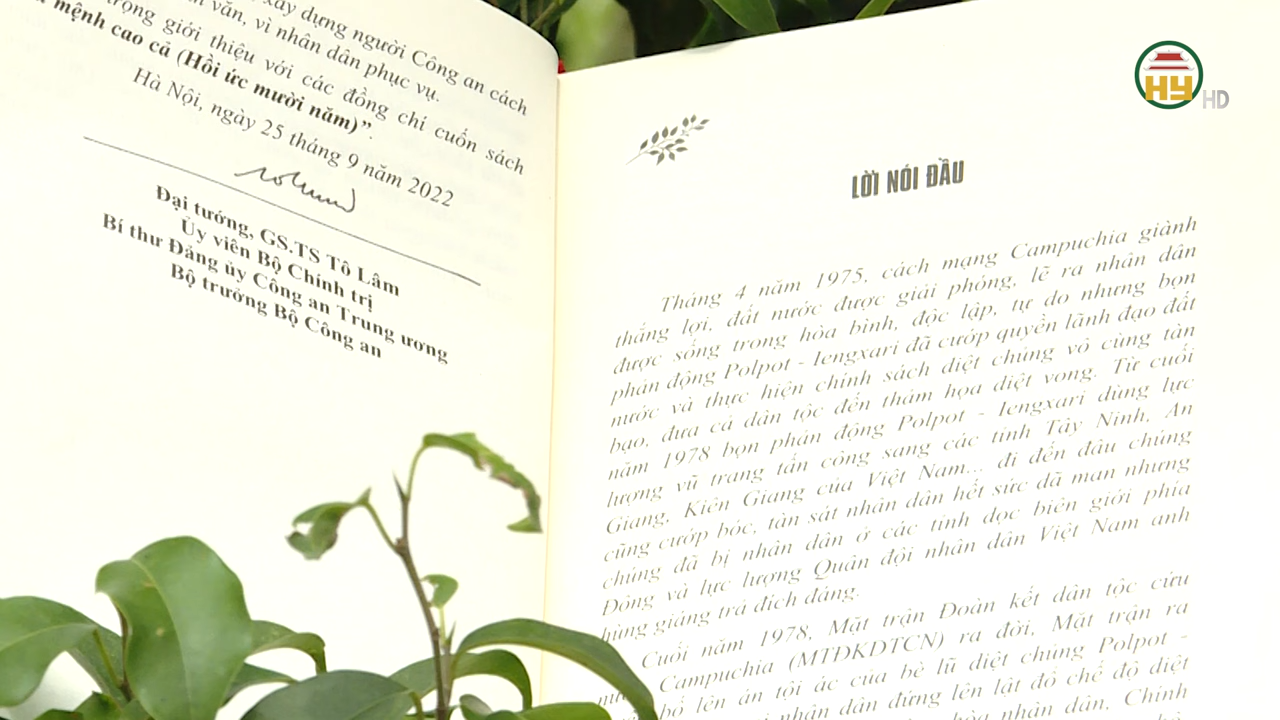 xây dựng người Công an cách
văn, vì nhân dân phục vụ.
trọng giới thiệu với các đồng chí cuốn sách
mệnh cao cả (Hồi ức mười năm)”.
Hà Nội, ngày 25 tháng 9 năm 2022
Đại tướng, GS.TS Tô Lâm
Ủy viên Bộ Chính trị
Bí thư Đảng ủy Công an Trung ương
Bộ trưởng Bộ Công an
LỜI NÓI ĐẦU
Tháng 4 năm 1975, cách mạng Campuchia giành
thắng lợi, đất nước được giải phóng, lẽ ra nhân dân
được sống trong hòa bình, độc lập, tự do nhưng bọn
phản động Polpot - Iengxari đã cướp quyền lãnh đạo đất
nước và thực hiện chính sách diệt chủng vô cùng tàn
bạo, đưa cả dân tộc đến thảm họa diệt vong. Từ cuối
năm 1978 bọn phản động Polpot - Iengxari dùng lực
lượng vũ trang tấn công sang các tỉnh Tây Ninh, An
Giang, Kiên Giang của Việt Nam... đi đến đâu chúng
cũng cướp bóc, tàn sát nhân dân hết sức dã man nhưng
chúng đã bị nhân dân ở các tỉnh dọc biên giới phía
Đông và lực lượng Quân đội nhân dân Việt Nam anh
hùng giáng trả đích đáng.
Cuối năm 1978, Mặt trận Đoàn kết dân tộc cứu
Campuchia (MTĐKDTCN) ra đời, Mặt trận ra
bố lên án tội ác của bè lũ diệt chủng Polpot -
nhân dân đứng lên lật đổ chế độ diệt
hòa nhân dân. Chính
HY HD